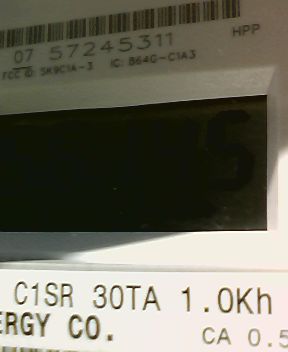 HPP
07 57245311
FCC ID: SK9C1A-3 IC: 864G-C1A3
C1SR 30TA 1.0Kh
ERGY CO.
CA 0.5